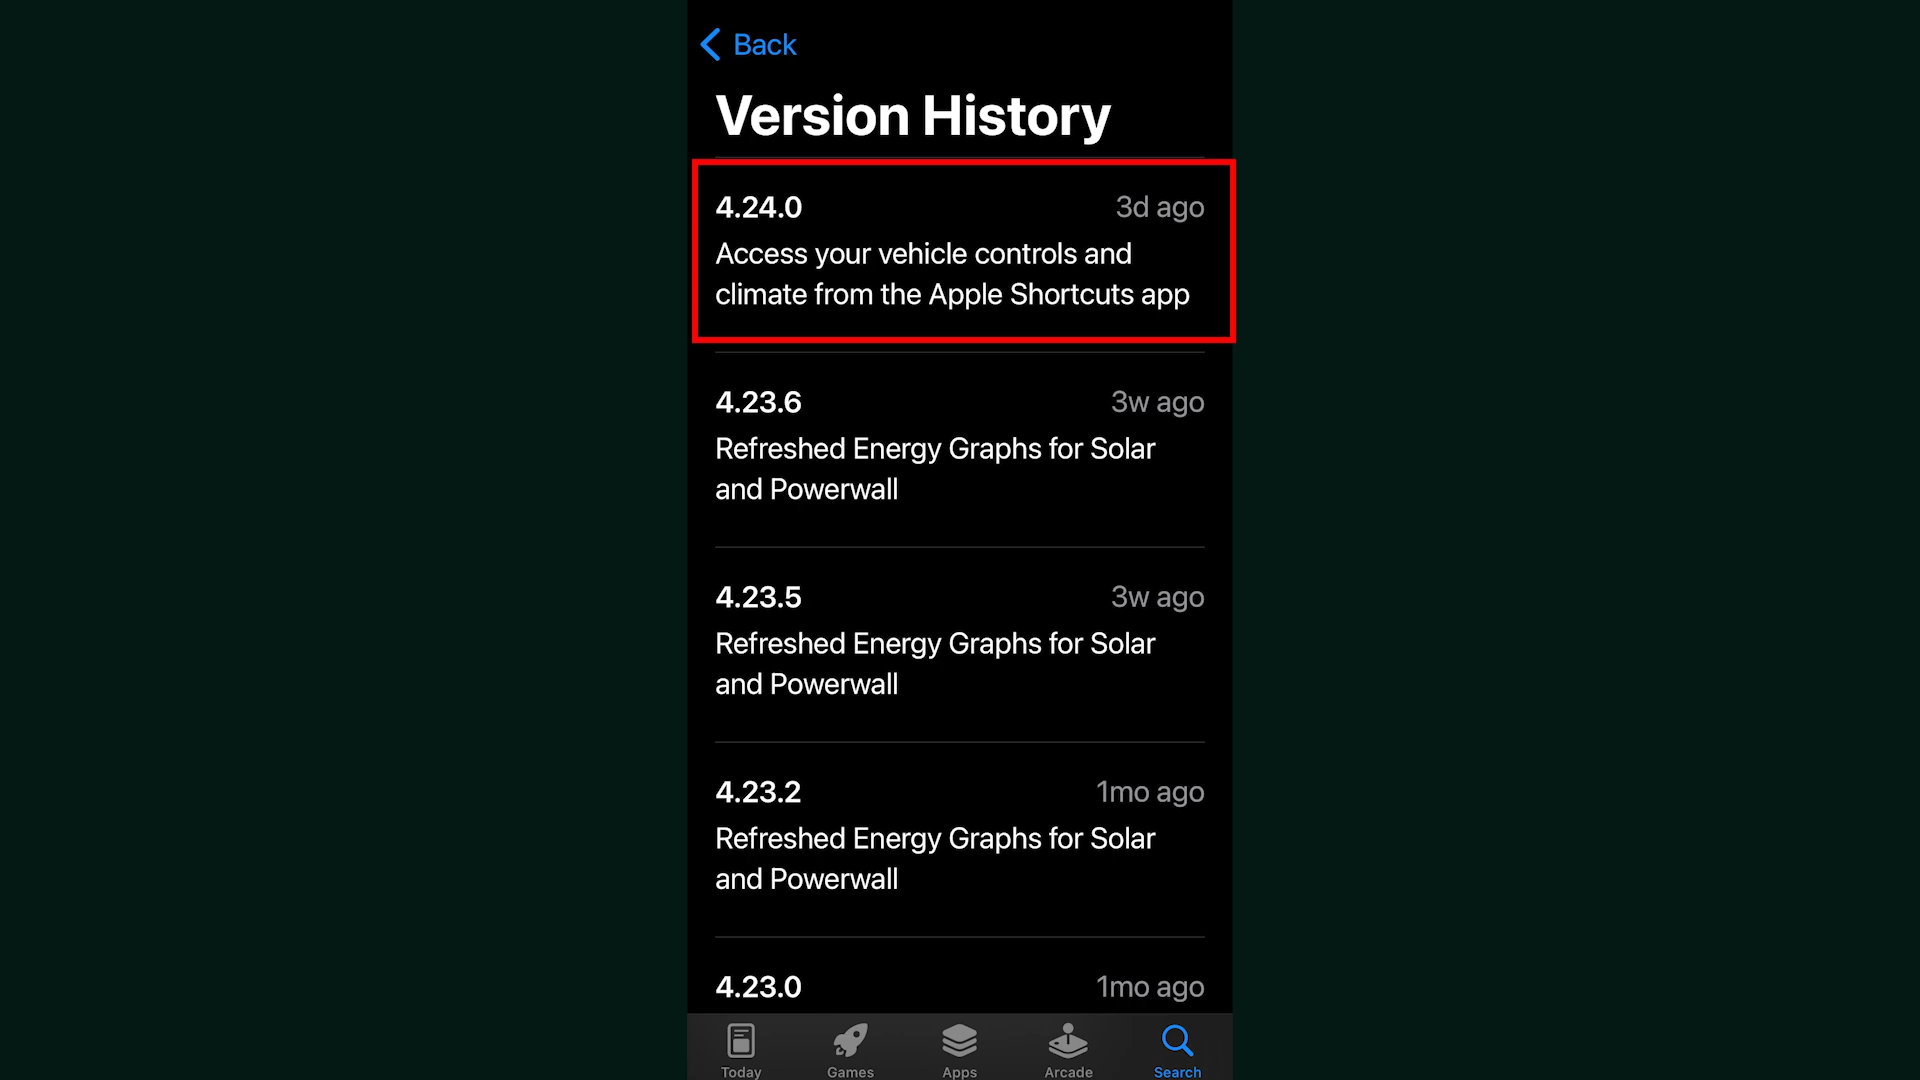 Back
Version History
4.24.0 3d ago
Access your vehicle controls and
climate from the Apple Shortcuts app
4.23.6 3w ago
Refreshed Energy Graphs for Solar
and Powerwall
4.23.5 3w ago
Refreshed Energy Graphs for Solar
and Powerwall
4.23.2 1mo ago
Refreshed Energy Graphs for Solar
and Powerwall
4.23.0 1mo ago
Today Games Apps Arcade Search